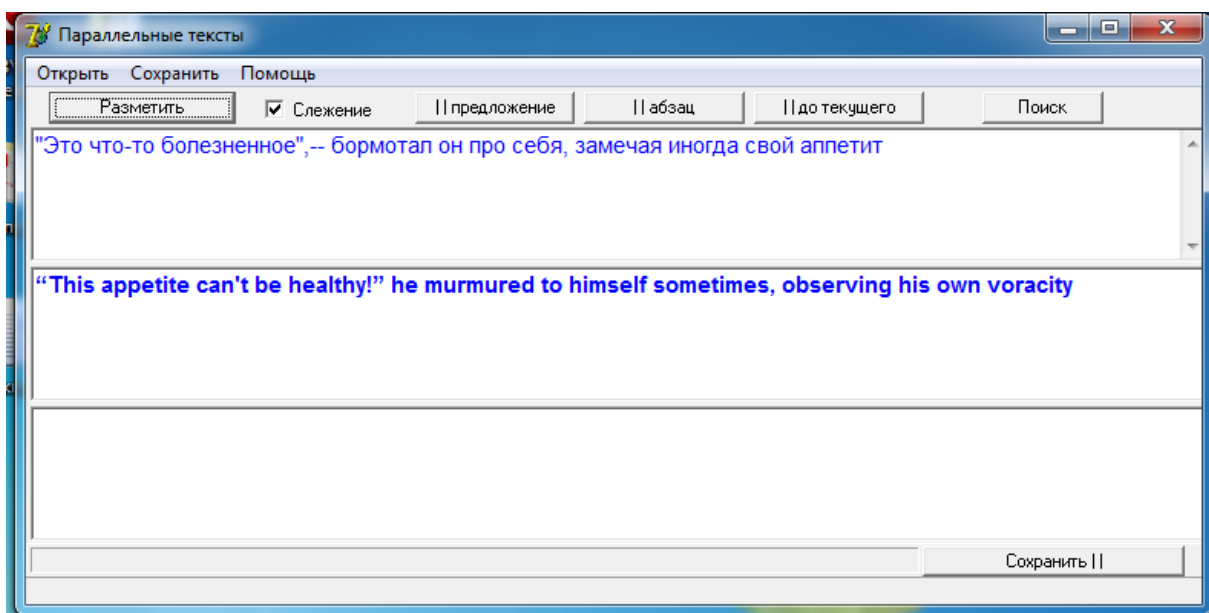 Параллельные тексты
Открыть Сохранить Помощь
Разметить Слежение || предложение || абзац || до текущего Поиск
"Это что-то болезненное",-- бормотал он про себя, замечая иногда свой аппетит
“This appetite can't be healthy!” he murmured to himself sometimes, observing his own voracity
Сохранить ||